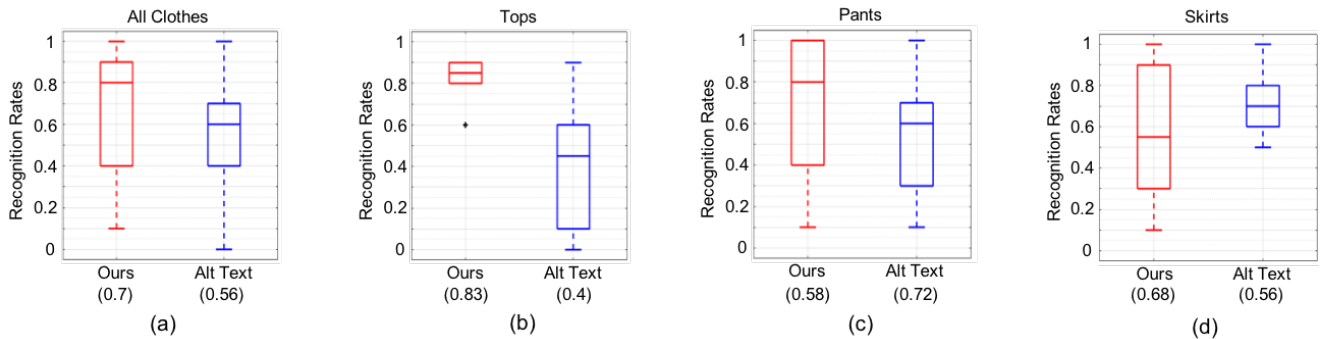 All Clothes
Recognition Rates
1
0.8
0.6
0.4
0.2
0
Ours
(0.7)
Alt Text
(0.56)
(a)
Tops
Recognition Rates
1
0.8
0.6
0.4
0.2
0
Ours
(0.83)
Alt Text
(0.4)
(b)
Pants
Recognition Rates
1
0.8
0.6
0.4
0.2
0
Ours
(0.58)
Alt Text
(0.72)
(c)
Skirts
Recognition Rates
1
0.8
0.6
0.4
0.2
0
Ours
(0.68)
Alt Text
(0.56)
(d)